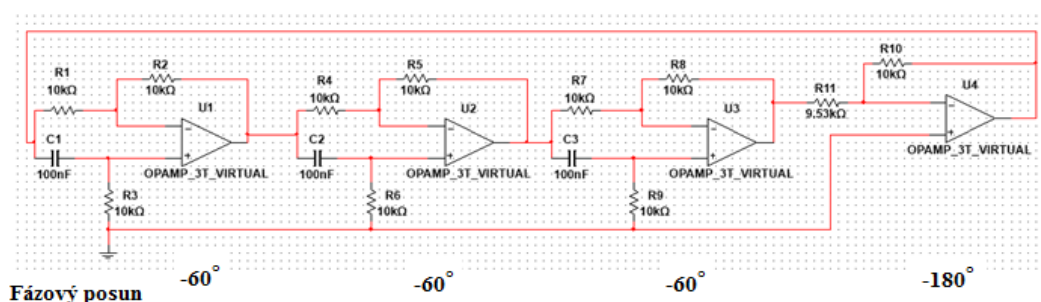 R1
10kΩ
R2
10kΩ
U1
C1
100nF
R3
10kΩ
OPAMP_3T_VIRTUAL
R4
10kΩ
R5
10kΩ
U2
C2
100nF
R6
10kΩ
OPAMP_3T_VIRTUAL
R7
10kΩ
R8
10kΩ
U3
C3
100nF
R9
10kΩ
OPAMP_3T_VIRTUAL
R11
9.53kΩ
R10
10kΩ
U4
OPAMP_3T_VIRTUAL
Fázový posun
-60°
-60°
-60°
-180°